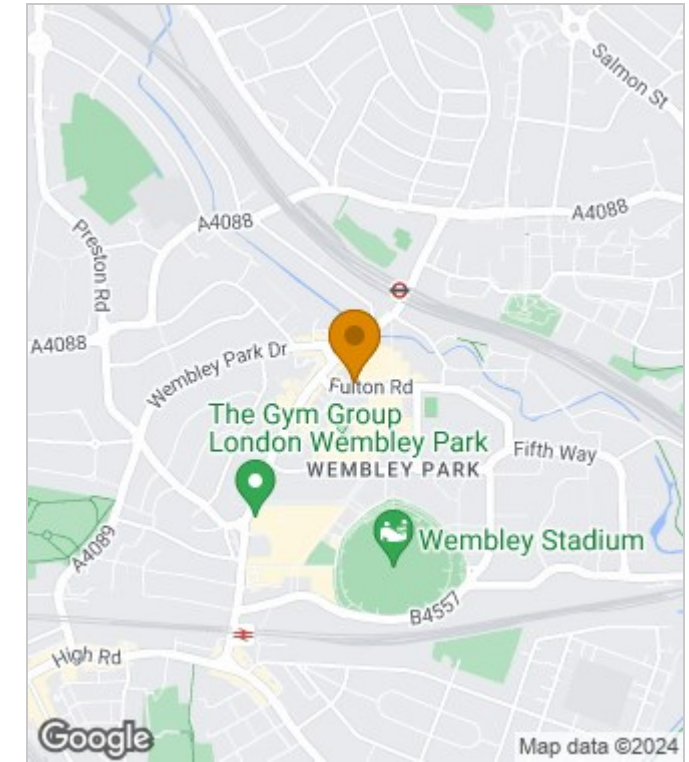 Salmon St
A4088
A4088
Preston Rd
A4088
Wembley Park Dr
Fulton Rd
The Gym Group
London Wembley Park
WEMBLEY PARK
Fifth Way
Wembley Stadium
A4089
B4557
High Rd
Google
Map data ©2024